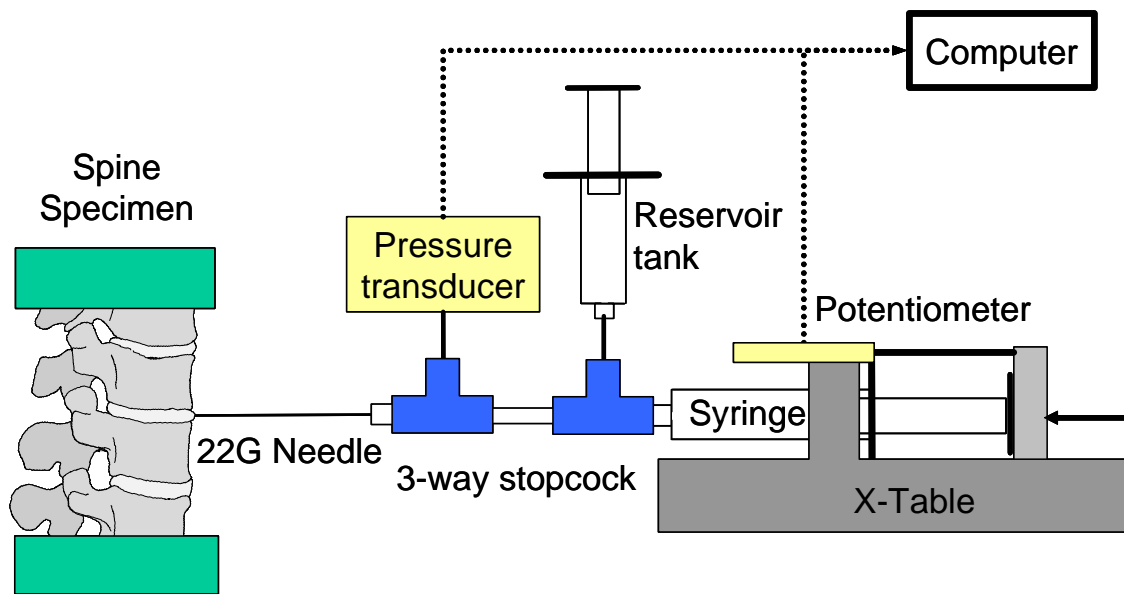 Computer
Spine
Specimen
Reservoir
tank
Pressure
transducer
Potentiometer
Syringe
22G Needle
3-way stopcock
X-Table